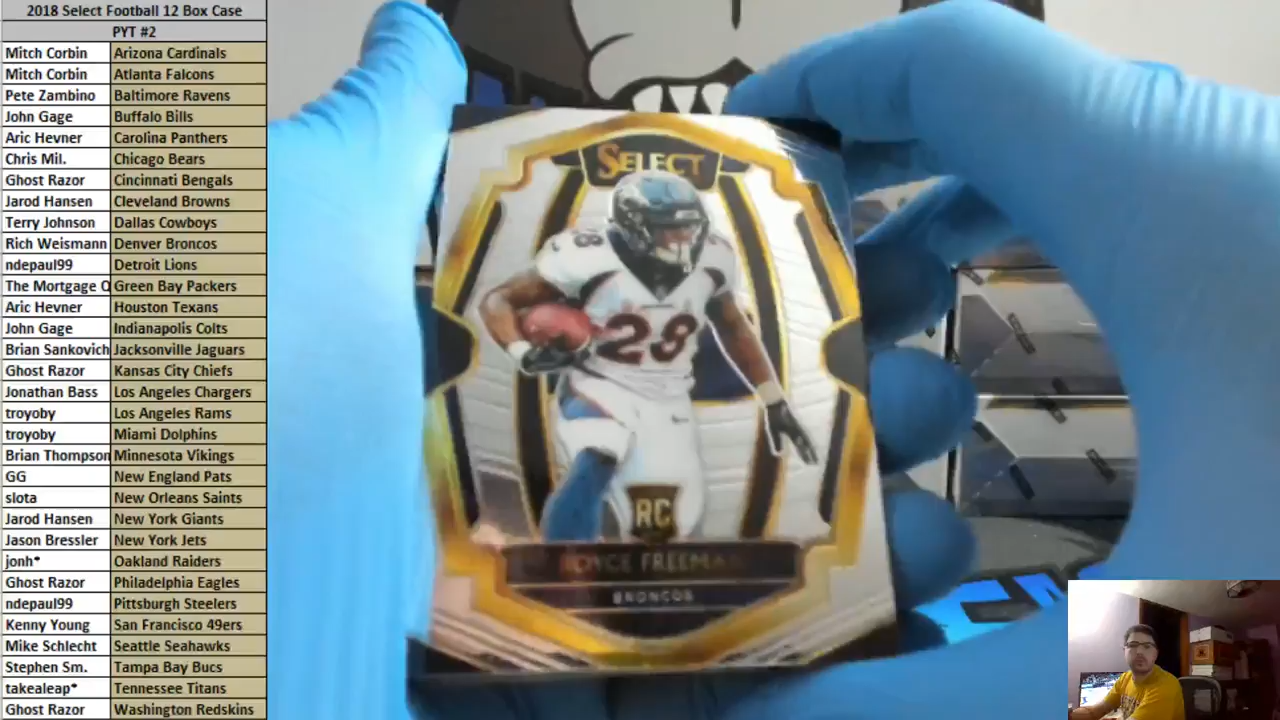 2018 Select Football 12 Box Case
PYT #2
Mitch Corbin Arizona Cardinals
Mitch Corbin Atlanta Falcons
Pete Zambino Baltimore Ravens
John Gage Buffalo Bills
Aric Hevner Carolina Panthers
Chris Mil. Chicago Bears
Ghost Razor Cincinnati Bengals
Jarod Hansen Cleveland Browns
Terry Johnson Dallas Cowboys
Rich Weismann Denver Broncos
ndepaul99 Detroit Lions
The Mortgage Q Green Bay Packers
Aric Hevner Houston Texans
John Gage Indianapolis Colts
Brian Sankovich Jacksonville Jaguars
Ghost Razor Kansas City Chiefs
Jonathan Bass Los Angeles Chargers
troyoby Los Angeles Rams
troyoby Miami Dolphins
Brian Thompson Minnesota Vikings
GG New England Pats
slota New Orleans Saints
Jarod Hansen New York Giants
Jason Bressler New York Jets
jonh* Oakland Raiders
Ghost Razor Philadelphia Eagles
ndepaul99 Pittsburgh Steelers
Kenny Young San Francisco 49ers
Mike Schlecht Seattle Seahawks
Stephen Sm. Tampa Bay Bucs
takealeap* Tennessee Titans
Ghost Razor Washington Redskins
SELECT
28
28
RC
ROYCE FREEMAN
BRONCOS